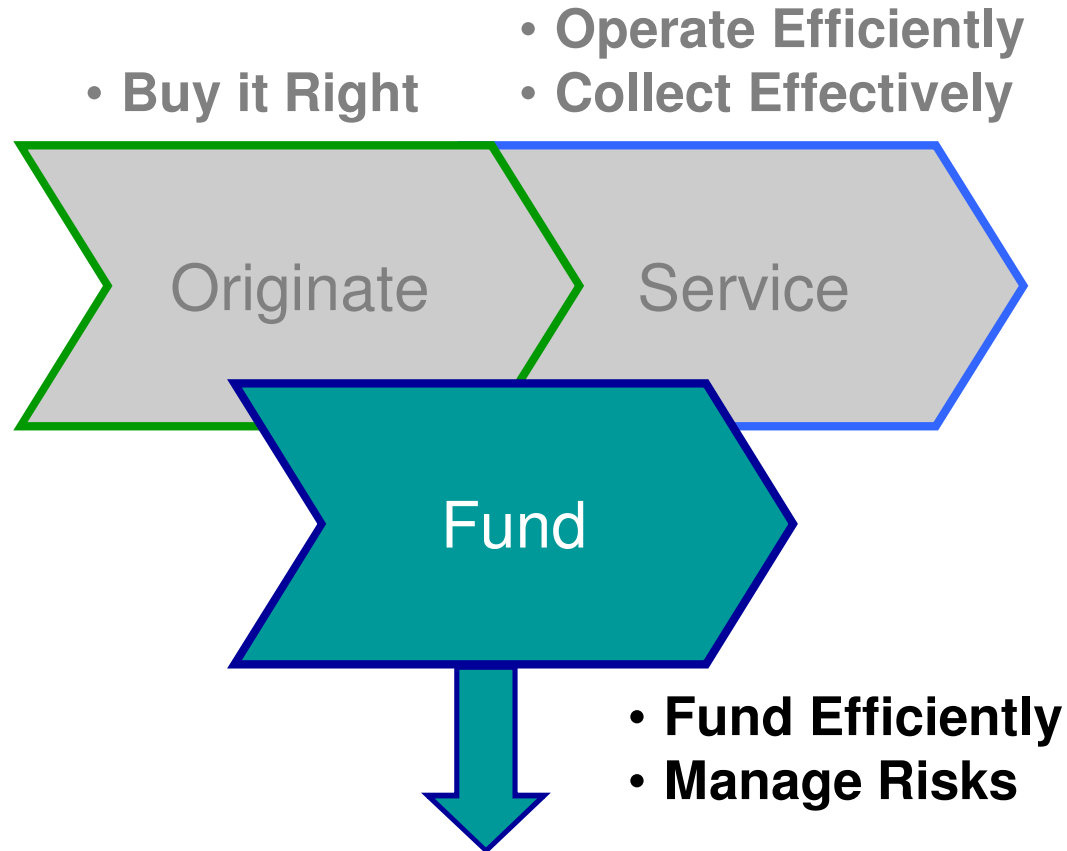 • Buy it Right
• Operate Efficiently
• Collect Effectively
Originate
Service
Fund
• Fund Efficiently
• Manage Risks